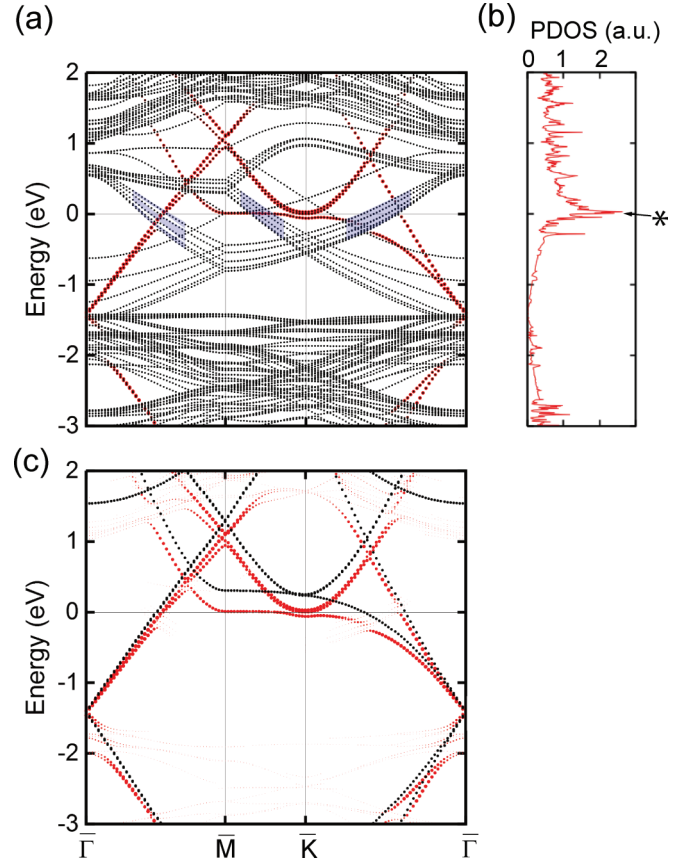 (a)
(b)
PDOS (a.u.)
0 1 2
2
1
0
-1
-2
-3
Energy (eV)
*
(c)
2
1
0
-1
-2
-3
Energy (eV)
Γ̅ M̅ K̅ Γ̅